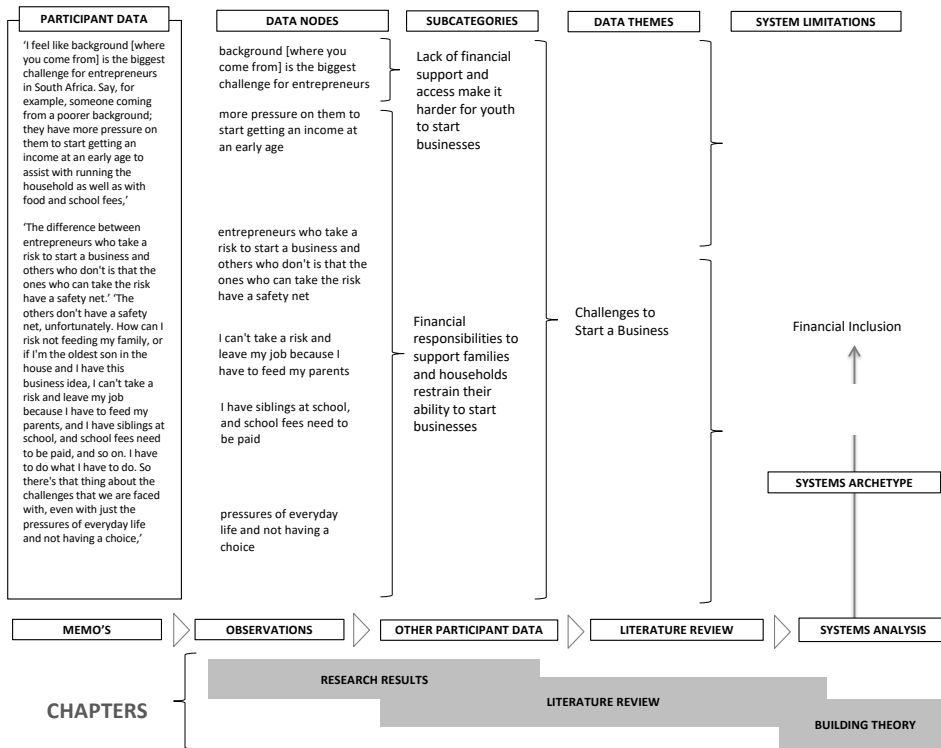 PARTICIPANT DATA
DATA NODES
SUBCATEGORIES
DATA THEMES
SYSTEM LIMITATIONS
‘I feel like background [where
you come from] is the biggest
challenge for entrepreneurs
in South Africa. Say, for
example, someone coming
from a poorer background;
they have more pressure on
them to start getting an
income at an early age to
assist with running the
household as well as with
food and school fees,’
‘The difference between
entrepreneurs who take a
risk to start a business and
others who don't is that the
ones who can take the risk
have a safety net.’ ‘The
others don't have a safety
net, unfortunately. How can I
risk not feeding my family, or
if I'm the oldest son in the
house and I have this
business idea, I can't take a
risk and leave my job
because I have to feed my
parents, and I have siblings at
school, and school fees need
to be paid, and so on. I have
to do what I have to do. So
there's that thing about the
challenges that we are faced
with, even with just the
pressures of everyday life
and not having a choice,’
background [where you
come from] is the biggest
challenge for entrepreneurs
more pressure on them to
start getting an income at
an early age
entrepreneurs who take a
risk to start a business and
others who don't is that the
ones who can take the risk
have a safety net
I can't take a risk and
leave my job because I
have to feed my parents
I have siblings at school,
and school fees need to
be paid
pressures of everyday
life and not having a
choice
Lack of financial
support and
access make it
harder for youth
to start
businesses
Financial
responsibilities to
support families
and households
restrain their
ability to start
businesses
Challenges to
Start a Business
Financial Inclusion
SYSTEMS ARCHETYPE
MEMO'S
OBSERVATIONS
OTHER PARTICIPANT DATA
LITERATURE REVIEW
SYSTEMS ANALYSIS
CHAPTERS
RESEARCH RESULTS
LITERATURE REVIEW
BUILDING THEORY